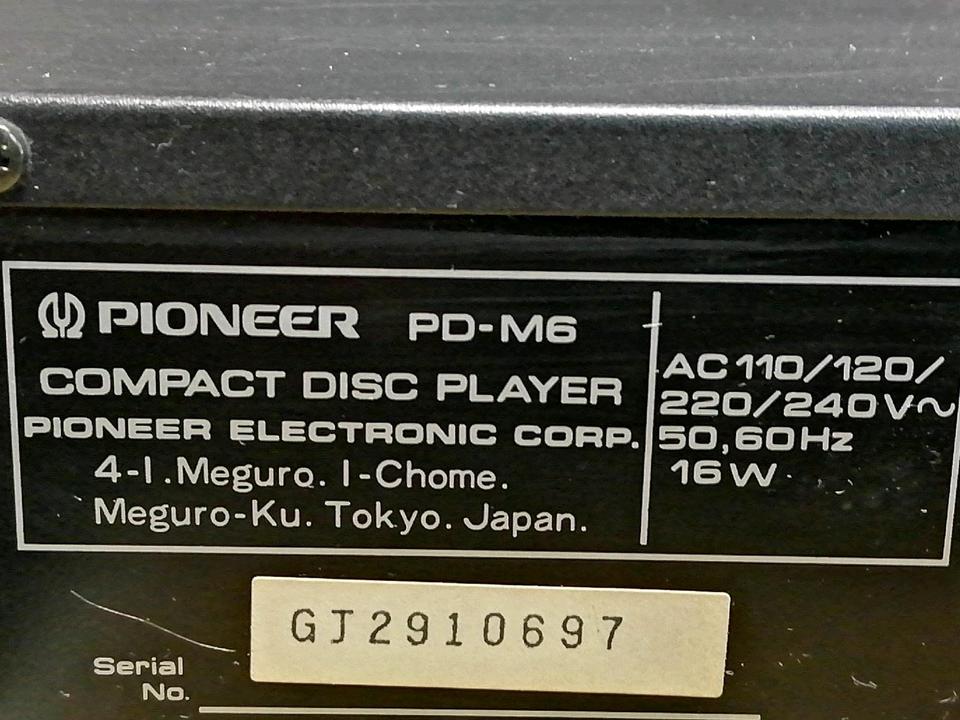 PIONEER PD-M6
COMPACT DISC PLAYER
PIONEER ELECTRONIC CORP.
4-1.Meguro. 1-Chome.
Meguro-Ku. Tokyo. Japan.
AC 110/120/
220/240V~
50,60Hz
16W
GJ2910697
Serial
No.